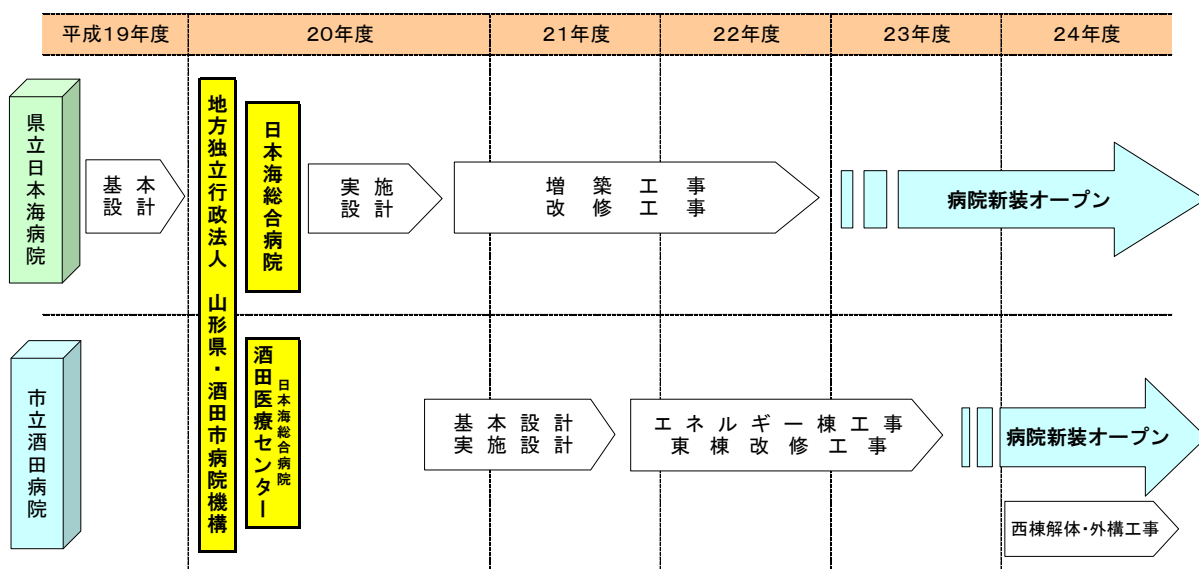 平成19年度
20年度
21年度
22年度
23年度
24年度
県立日本海病院
基本
設計
地方独立行政法人 山形県・酒田市病院機構
日本海総合病院
実施
設計
増築工事
改修工事
病院新装オープン
市立酒田病院
日本海総合病院
酒田医療センター
基本設計
実施設計
エネルギー棟工事
東棟改修工事
病院新装オープン
西棟解体・外構工事